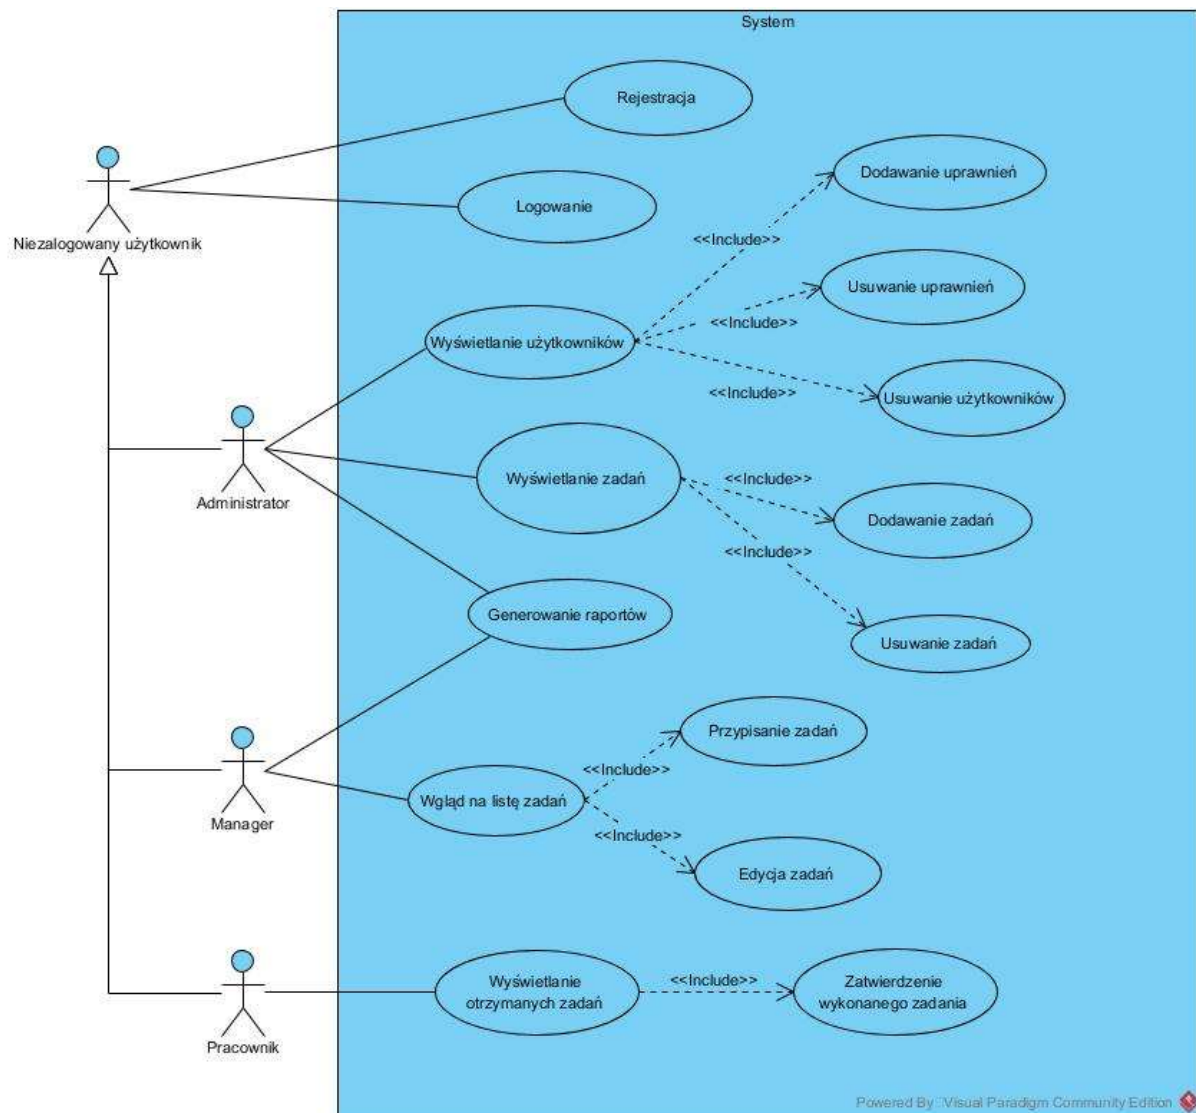 System
Rejestracja
Niezalogowany użytkownik
Logowanie
Dodawanie uprawnień
<<Include>>
Usuwanie uprawnień
<<Include>>
Wyświetlanie użytkowników
<<Include>>
Usuwanie użytkowników
Administrator
Wyświetlanie zadań
<<Include>>
Dodawanie zadań
<<Include>>
Generowanie raportów
Usuwanie zadań
Manager
Przypisanie zadań
<<Include>>
Wgląd na listę zadań
<<Include>>
Edycja zadań
Pracownik
Wyświetlanie
otrzymanych zadań
<<Include>>
Zatwierdzenie
wykonanego zadania
Powered By Visual Paradigm Community Edition